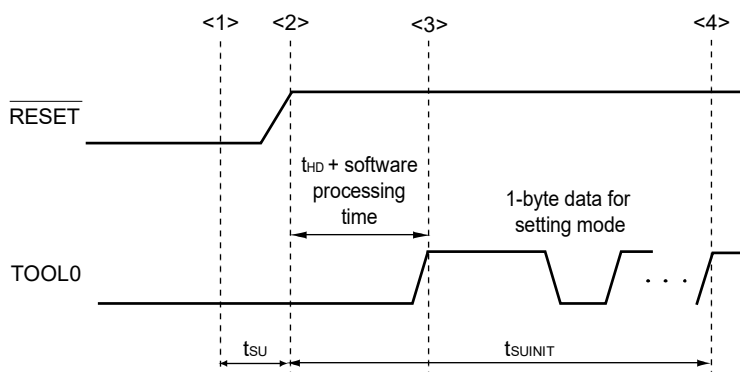 <1> <2> <3> <4>
RESET
tHD + software
processing
time
1-byte data for
setting mode
TOOL0
. . .
tSU tSUINIT